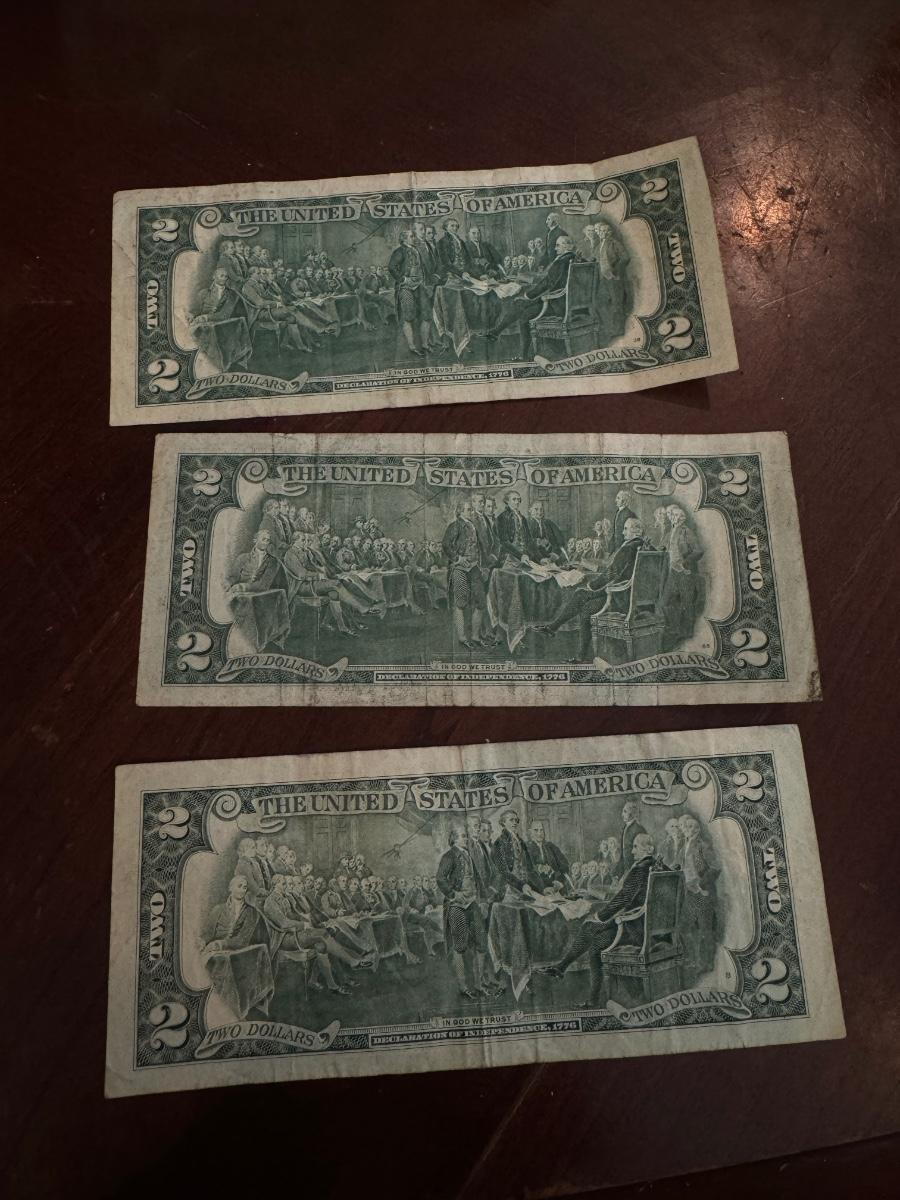 2 THE UNITED STATES OF AMERICA 2
TWO TWO
2 TWO DOLLARS IN GOD WE TRUST TWO DOLLARS 2
DECLARATION OF INDEPENDENCE, 1776
2 THE UNITED STATES OF AMERICA 2
TWO TWO
2 TWO DOLLARS IN GOD WE TRUST TWO DOLLARS 2
DECLARATION OF INDEPENDENCE, 1776
2 THE UNITED STATES OF AMERICA 2
TWO TWO
2 TWO DOLLARS IN GOD WE TRUST TWO DOLLARS 2
DECLARATION OF INDEPENDENCE, 1776